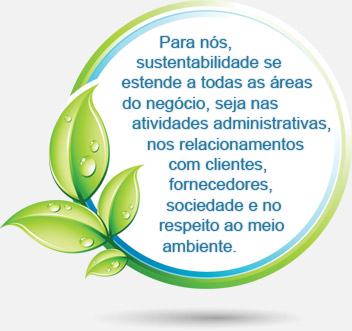 Para nós,
sustentabilidade se
estende a todas as áreas
do negócio, seja nas
atividades administrativas,
nos relacionamentos
com clientes,
fornecedores,
sociedade e no
respeito ao meio
ambiente.